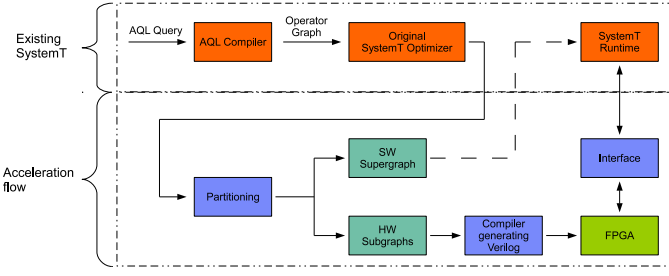 Existing
SystemT
AQL Query
AQL Compiler
Operator
Graph
Original
SystemT Optimizer
SystemT
Runtime
Acceleration
flow
Partitioning
SW
Supergraph
Interface
HW
Subgraphs
Compiler
generating
Verilog
FPGA